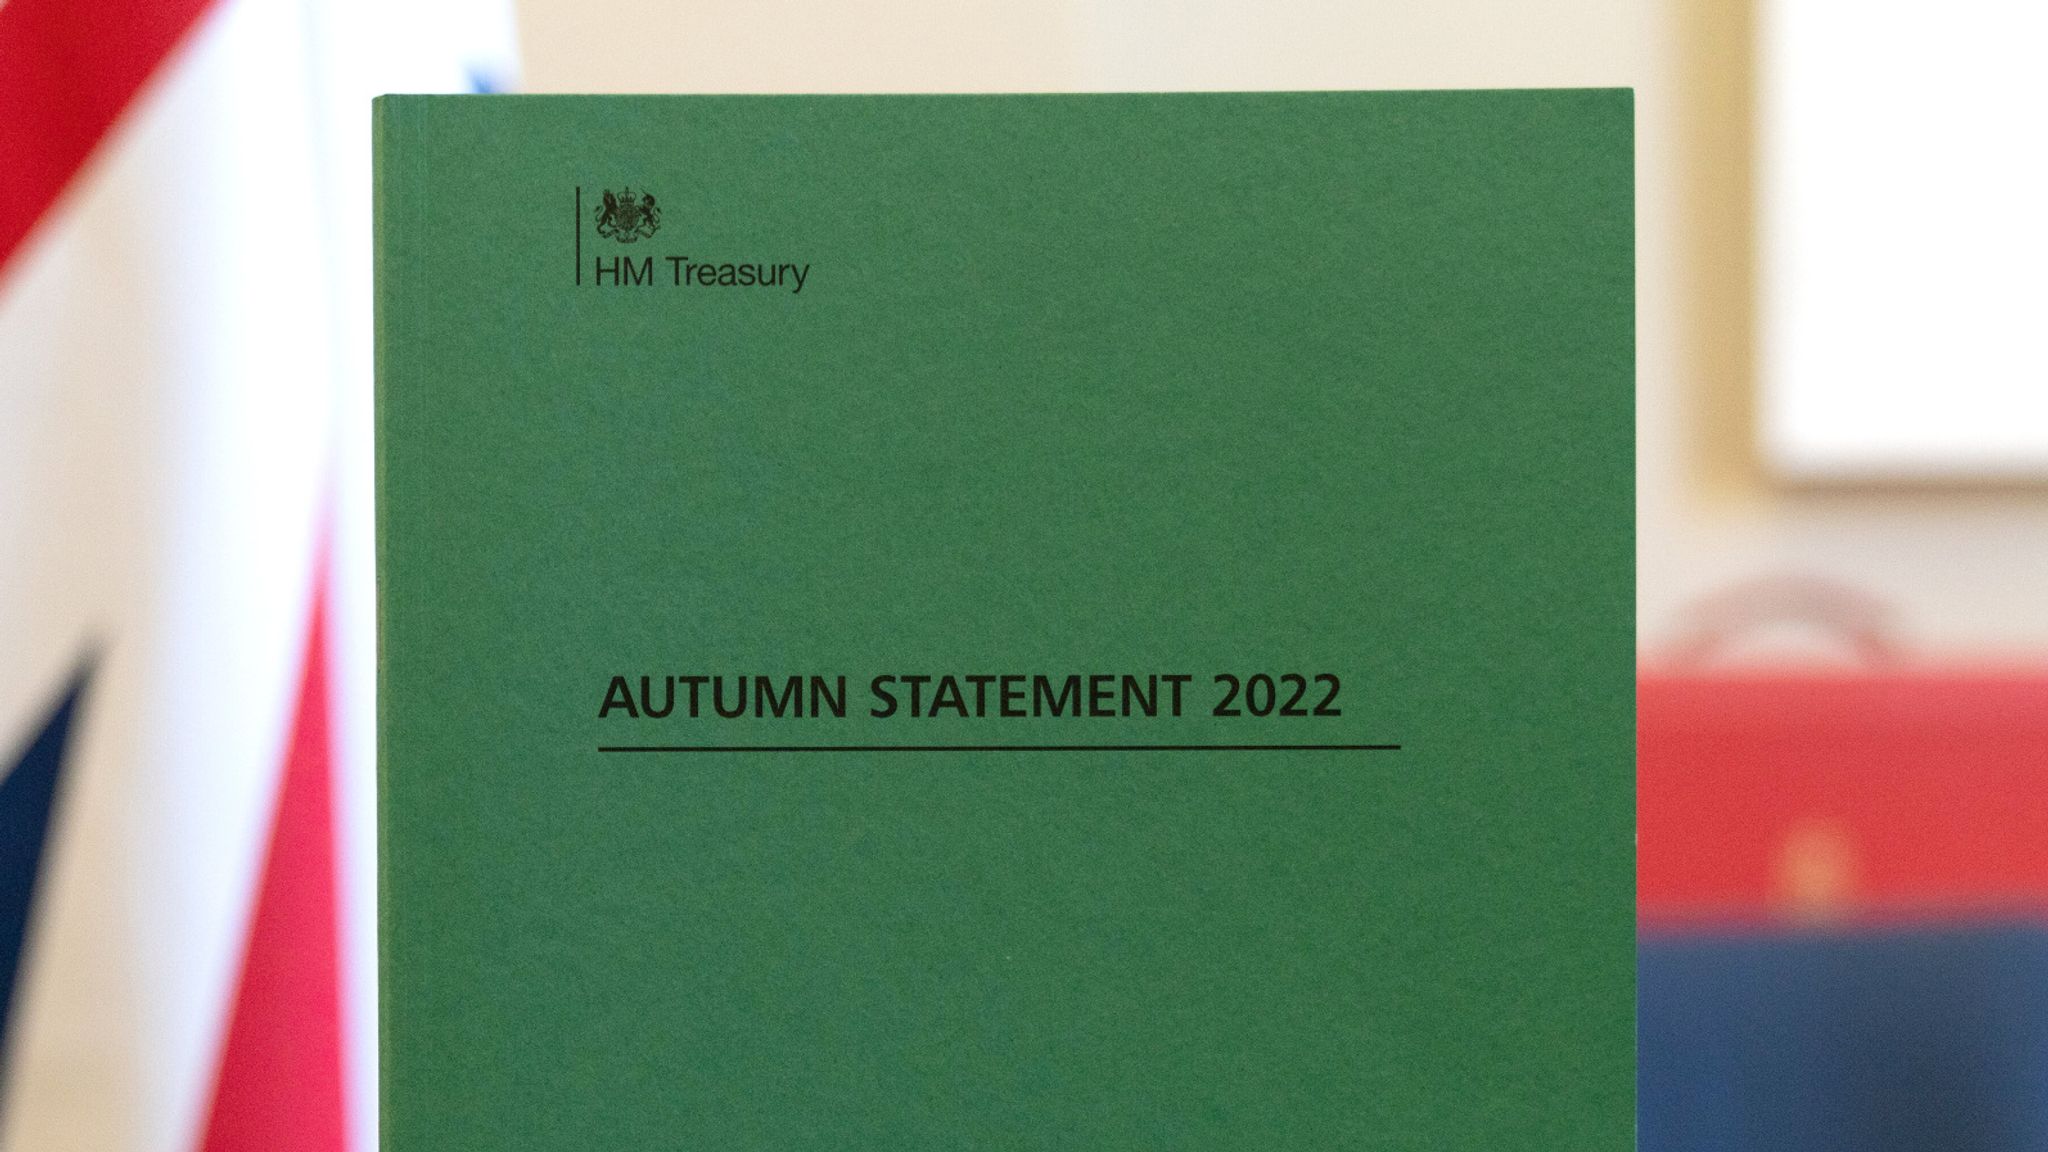 HM Treasury
AUTUMN STATEMENT 2022